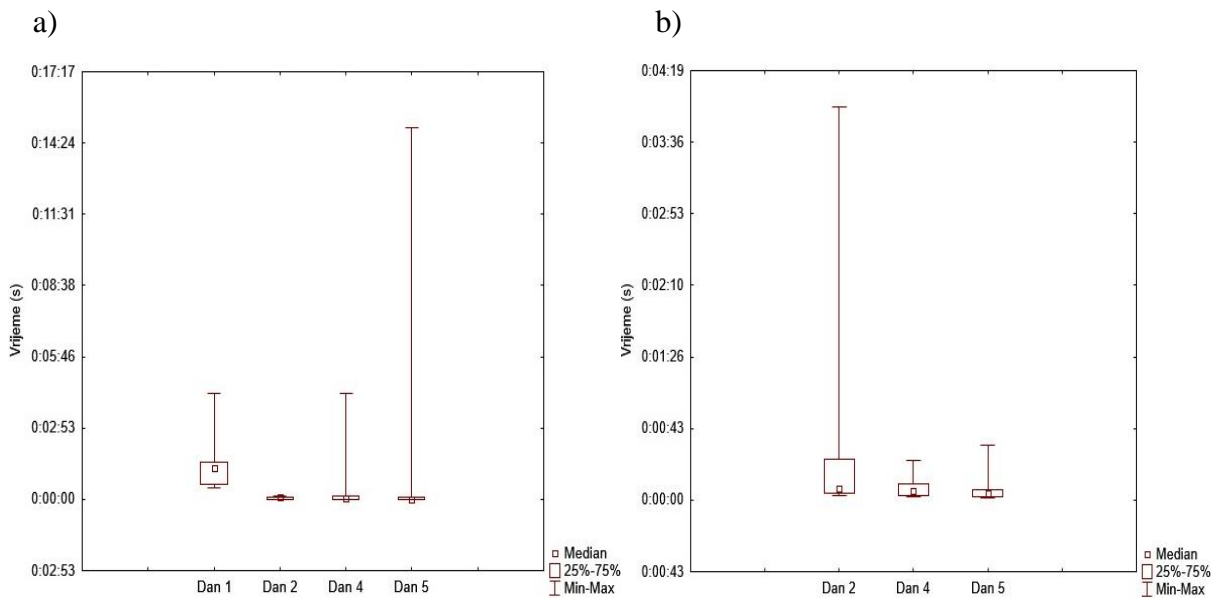 a)
0:17:17
0:14:24
0:11:31
0:08:38
0:05:46
0:02:53
0:00:00
0:02:53
Vrijeme (s)
Dan 1 Dan 2 Dan 4 Dan 5
Median
25%-75%
Min-Max
b)
0:04:19
0:03:36
0:02:53
0:02:10
0:01:26
0:00:43
0:00:00
0:00:43
Vrijeme (s)
Dan 2 Dan 4 Dan 5
Median
25%-75%
Min-Max